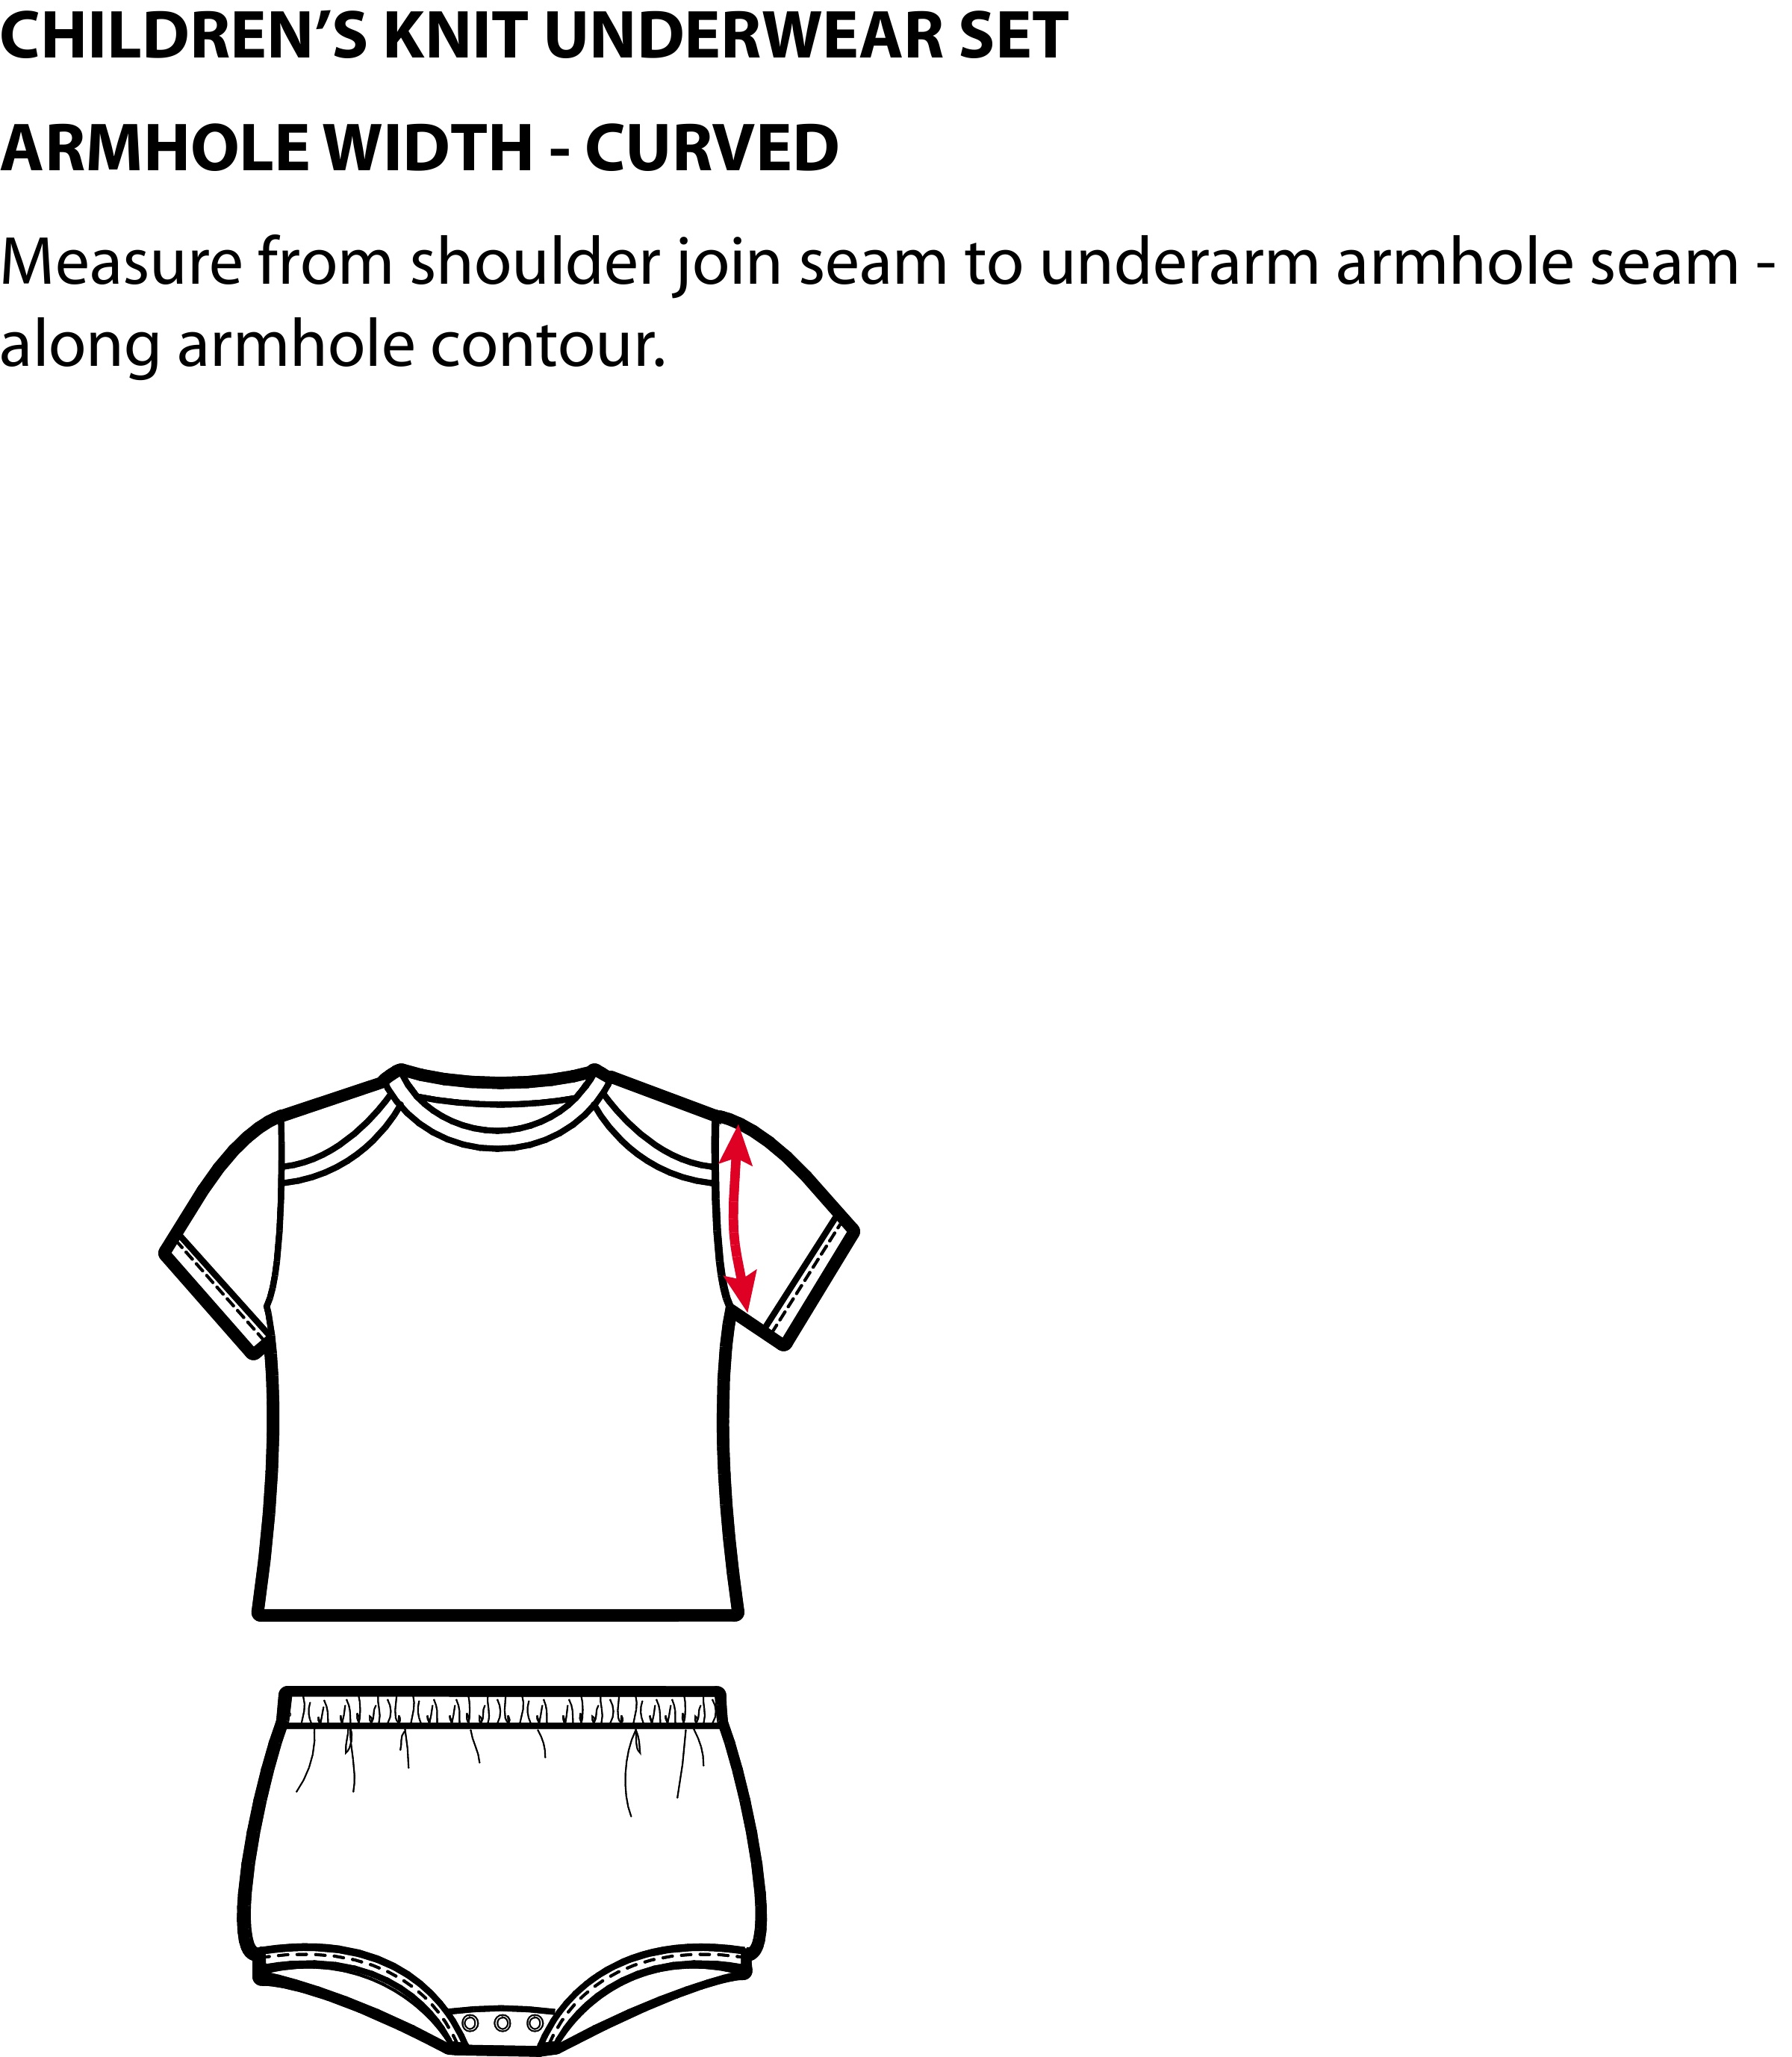 CHILDREN’S KNIT UNDERWEAR SET
ARMHOLE WIDTH - CURVED
Measure from shoulder join seam to underarm armhole seam -
along armhole contour.